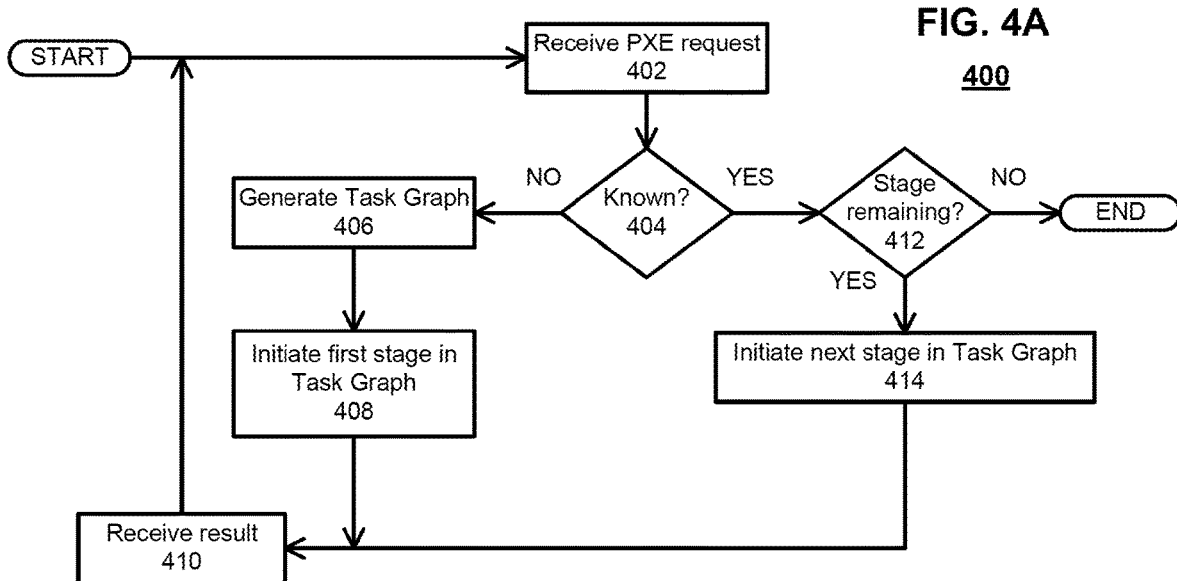 FIG. 4A
400
START
Receive PXE request
402
NO
Known?
404
YES
Stage
remaining?
412
NO
END
YES
Generate Task Graph
406
Initiate first stage in
Task Graph
408
Initiate next stage in Task Graph
414
Receive result
410